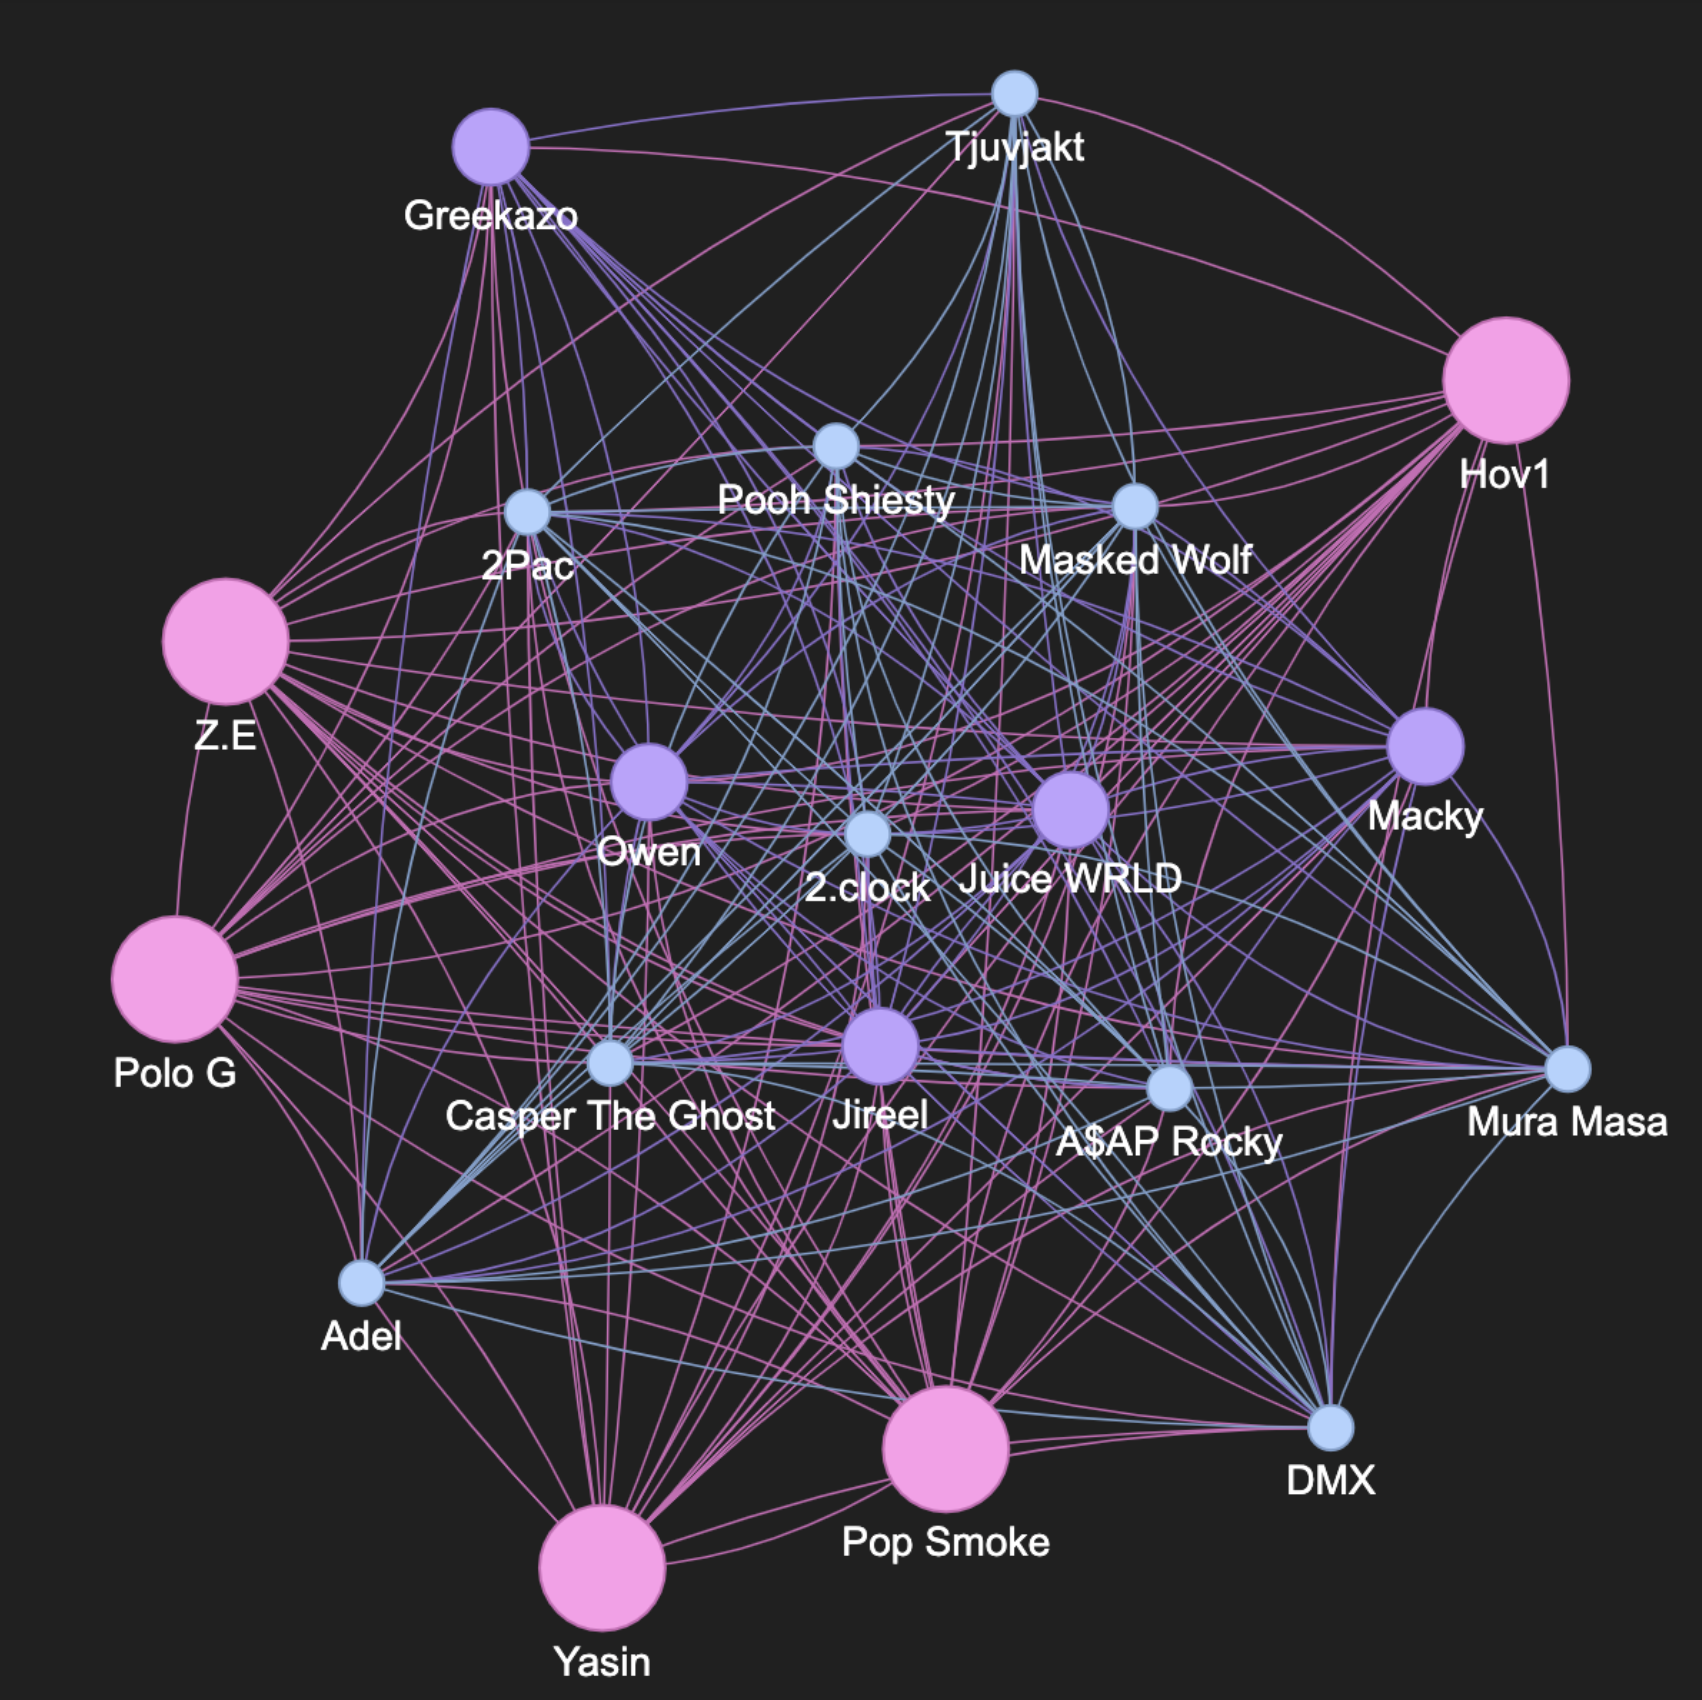 Tjuvjakt
Greekazo
Hov1
Pooh Shiesty
Masked Wolf
2Pac
Z.E
Macky
Owen
2.clock
Juice WRLD
Polo G
Casper The Ghost
Jireel
A$AP Rocky
Mura Masa
Adel
DMX
Pop Smoke
Yasin